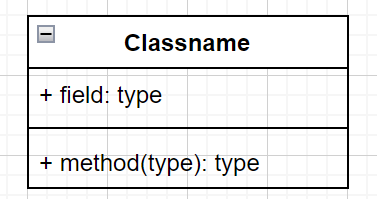 Classname
+ field: type
+ method(type): type